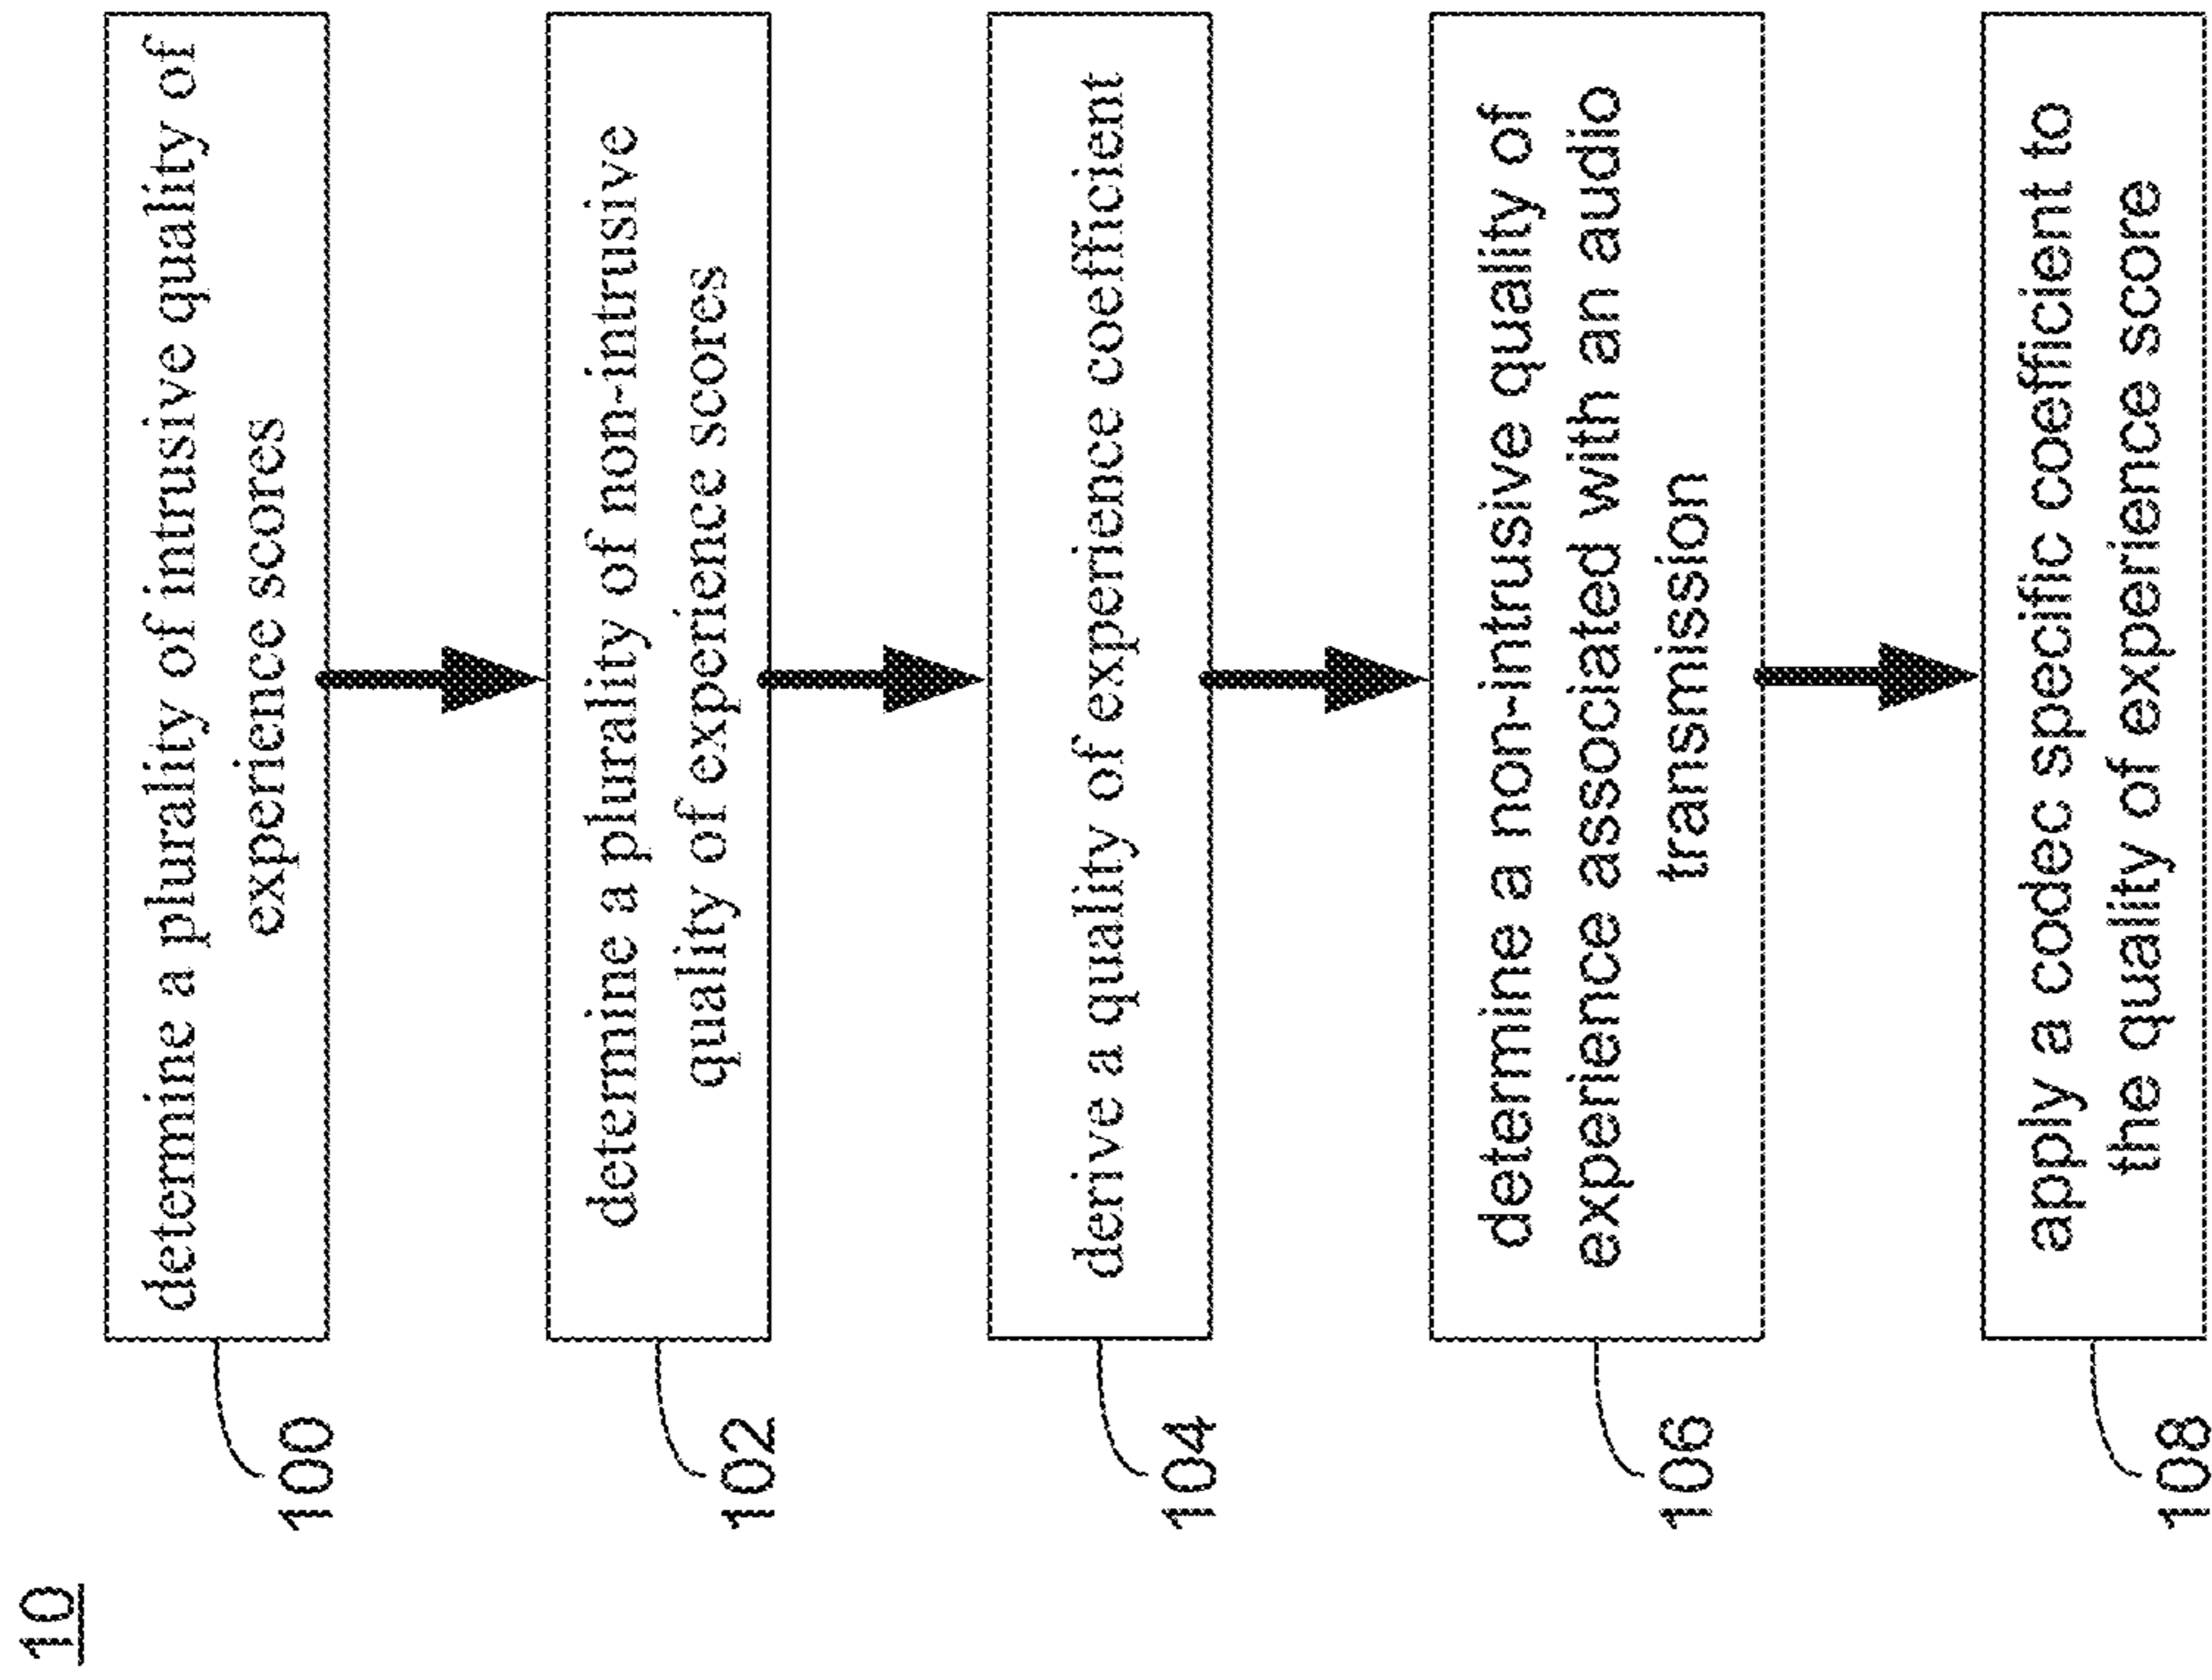 10
100
determine a plurality of intrusive quality of
experience scores
102
determine a plurality of non-intrusive
quality of experience scores
104
derive a quality of experience coefficient
106
determine a non-intrusive quality of
experience associated with an audio
transmission
108
apply a codec specific coefficient to
the quality of experience score